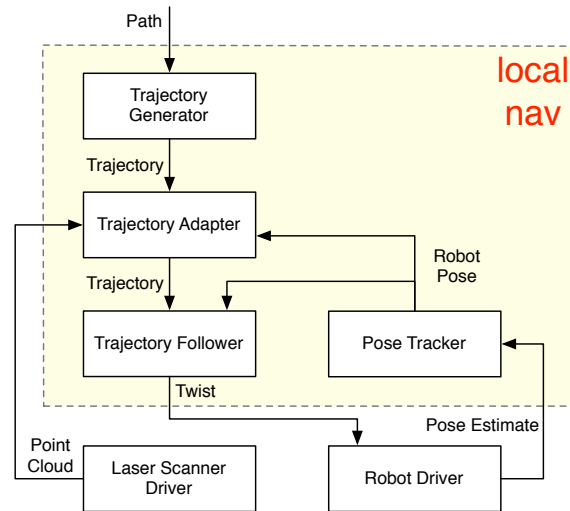 Path
local
nav
Trajectory
Generator
Trajectory
Trajectory Adapter
Robot
Pose
Trajectory
Trajectory Follower
Pose Tracker
Twist
Pose Estimate
Point
Cloud
Laser Scanner
Driver
Robot Driver